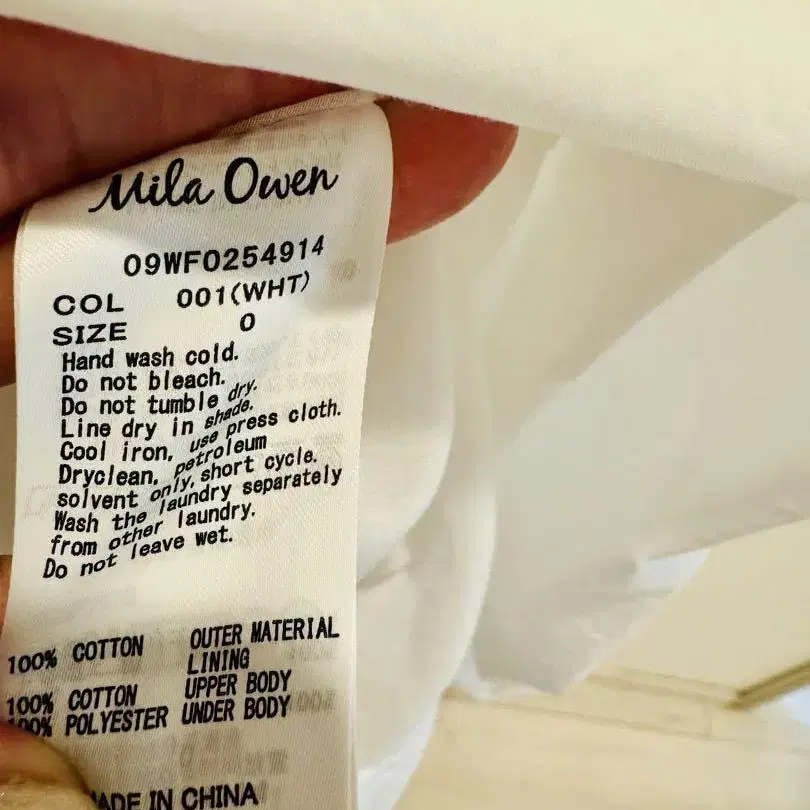 Mila Owen
09WF0254914
COL 001(WHT)
SIZE 0
Hand wash cold.
Do not bleach.
Do not tumble dry.
Line dry in shade.
Cool iron, use press cloth.
Dryclean, petroleum
solvent only, short cycle.
Wash the laundry separately
from other laundry.
Do not leave wet.
100% COTTON OUTER MATERIAL
LINING
100% COTTON UPPER BODY
100% POLYESTER UNDER BODY
MADE IN CHINA